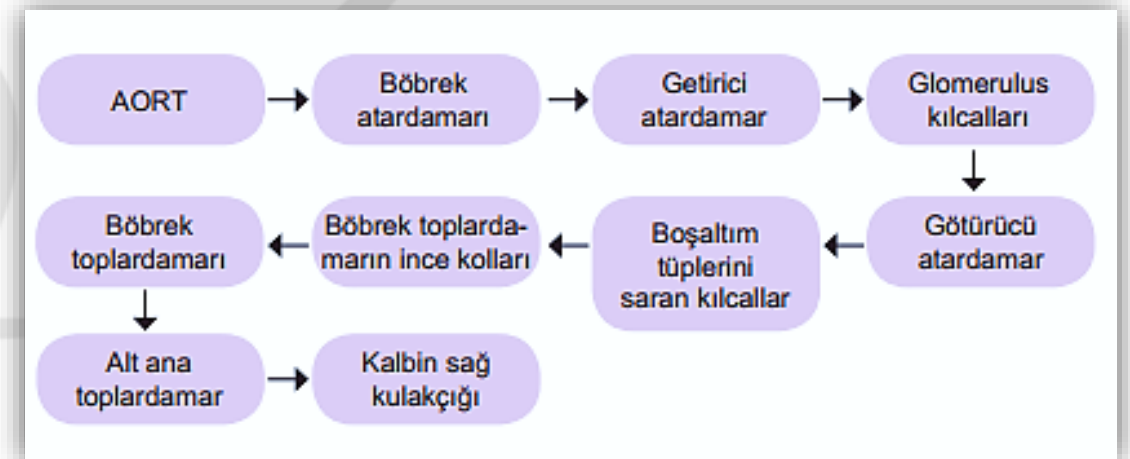 AORT
Böbrek
atardamarı
Getirici
atardamar
Glomerulus
kılcalları
Götürücü
atardamar
Boşaltım
tüplerini
saran kılcallar
Böbrek toplarda-
marın ince kolları
Böbrek
toplardamarı
Alt ana
toplardamar
Kalbin sağ
kulakçığı